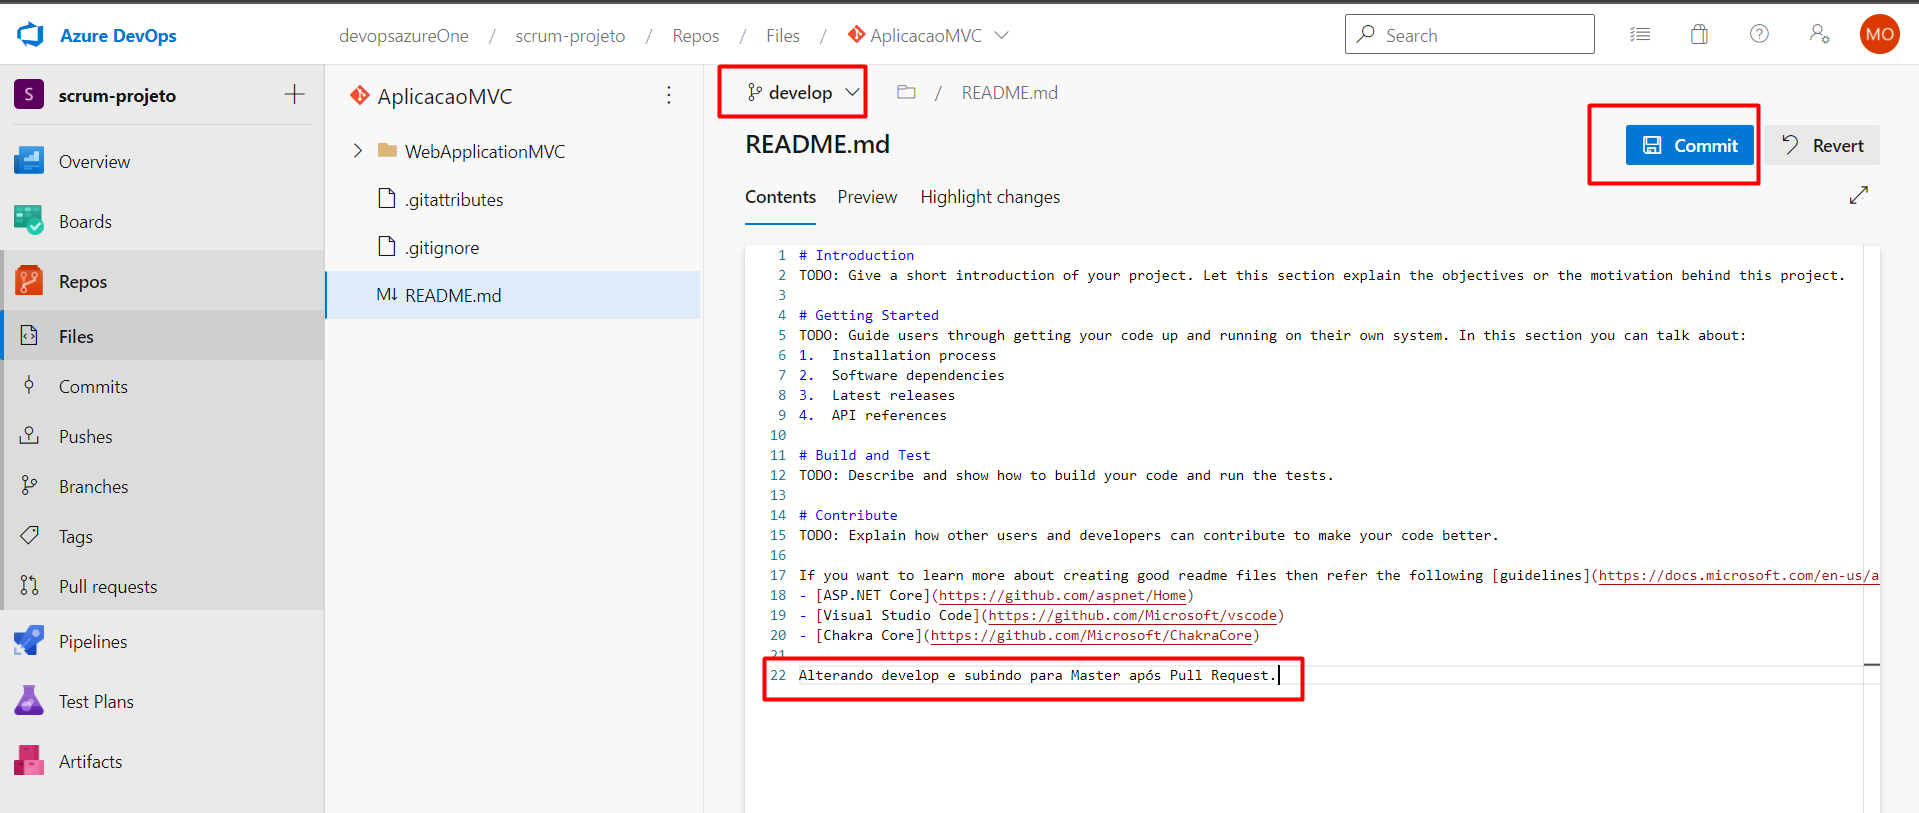 Azure DevOps
devopsazureOne / scrum-projeto / Repos / Files / AplicacaoMVC
Search
MO
S scrum-projeto
Overview
Boards
Repos
Files
Commits
Pushes
Branches
Tags
Pull requests
Pipelines
Test Plans
Artifacts
AplicacaoMVC
WebApplicationMVC
.gitattributes
.gitignore
M↓ README.md
develop / README.md
README.md
Commit
Revert
Contents Preview Highlight changes
1 # Introduction
2 TODO: Give a short introduction of your project. Let this section explain the objectives or the motivation behind this project.
3
4 # Getting Started
5 TODO: Guide users through getting your code up and running on their own system. In this section you can talk about:
6 1. Installation process
7 2. Software dependencies
8 3. Latest releases
9 4. API references
10
11 # Build and Test
12 TODO: Describe and show how to build your code and run the tests.
13
14 # Contribute
15 TODO: Explain how other users and developers can contribute to make your code better.
16
17 If you want to learn more about creating good readme files then refer the following [guidelines](https://docs.microsoft.com/en-us/a
18 - [ASP.NET Core](https://github.com/aspnet/Home)
19 - [Visual Studio Code](https://github.com/Microsoft/vscode)
20 - [Chakra Core](https://github.com/Microsoft/ChakraCore)
21
22 Alterando develop e subindo para Master após Pull Request.